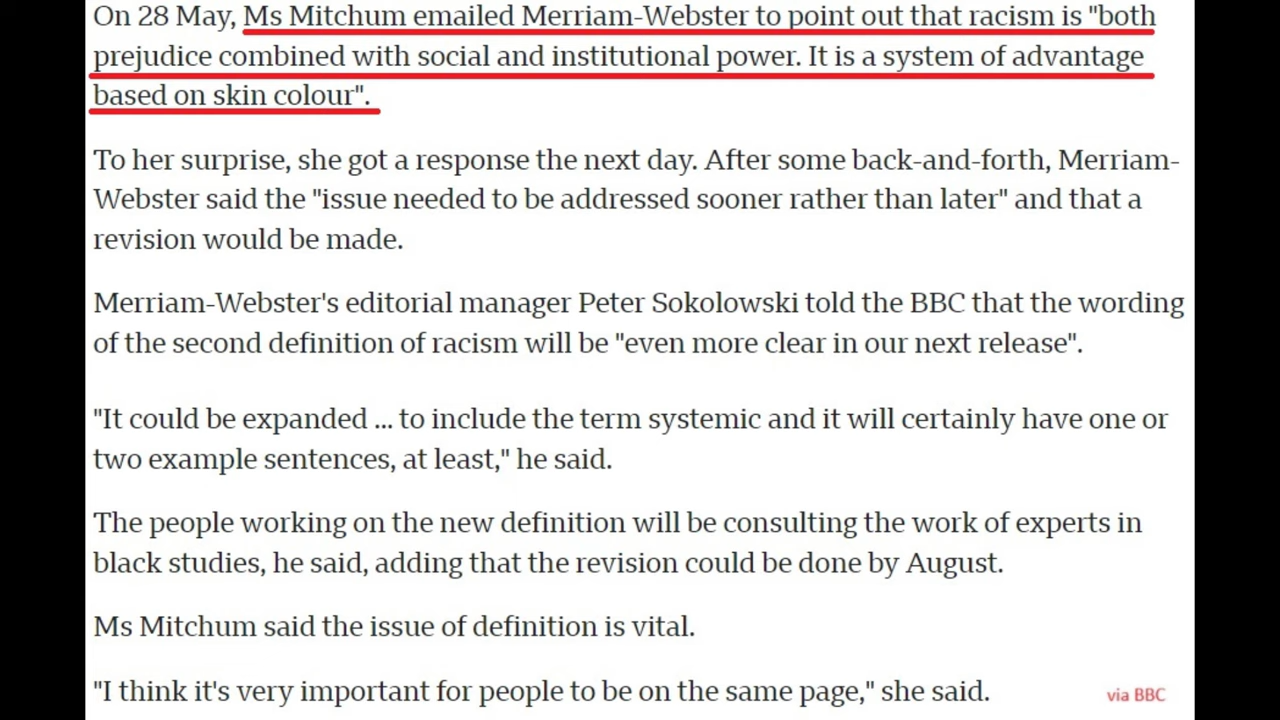 On 28 May, Ms Mitchum emailed Merriam-Webster to point out that racism is "both
prejudice combined with social and institutional power. It is a system of advantage
based on skin colour".
To her surprise, she got a response the next day. After some back-and-forth, Merriam-
Webster said the "issue needed to be addressed sooner rather than later" and that a
revision would be made.
Merriam-Webster's editorial manager Peter Sokolowski told the BBC that the wording
of the second definition of racism will be "even more clear in our next release".
"It could be expanded ... to include the term systemic and it will certainly have one or
two example sentences, at least," he said.
The people working on the new definition will be consulting the work of experts in
black studies, he said, adding that the revision could be done by August.
Ms Mitchum said the issue of definition is vital.
"I think it's very important for people to be on the same page," she said.
via BBC